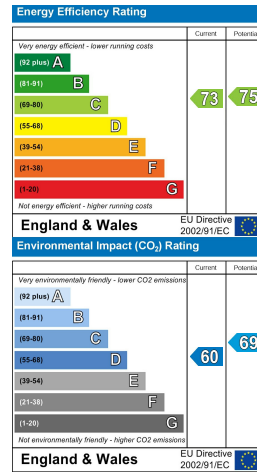 Energy Efficiency Rating
Current Potentia
Very energy efficient - lower running costs
(92 plus) A
(81-91) B
(69-80) C
(55-68) D
(39-54) E
(21-38) F
(1-20) G
73 75
Not energy efficient - higher running costs
England & Wales
EU Directive
2002/91/EC
Environmental Impact (CO₂) Rating
Current Potentia
Very environmentally friendly - lower CO2 emissions
(92 plus) A
(81-91) B
(69-80) C
(55-68) D
(39-54) E
(21-38) F
(1-20) G
60 69
Not environmentally friendly - higher CO2 emissions
England & Wales
EU Directive
2002/91/EC